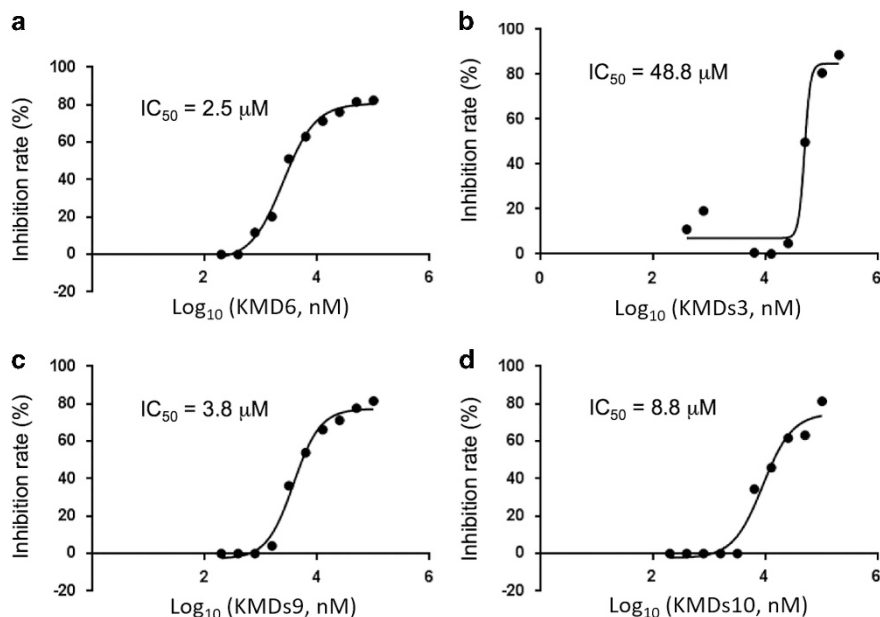 a
100
80
60
40
20
0
-20
Inhibition rate (%)
IC₅₀ = 2.5 μM
2
4
6
Log₁₀ (KMD6, nM)
b
100
80
60
40
20
0
Inhibition rate (%)
IC₅₀ = 48.8 μM
0
2
4
6
Log₁₀ (KMDs3, nM)
c
100
80
60
40
20
0
-20
Inhibition rate (%)
IC₅₀ = 3.8 μM
2
4
6
Log₁₀ (KMDs9, nM)
d
100
80
60
40
20
0
-20
Inhibition rate (%)
IC₅₀ = 8.8 μM
2
4
6
Log₁₀ (KMDs10, nM)